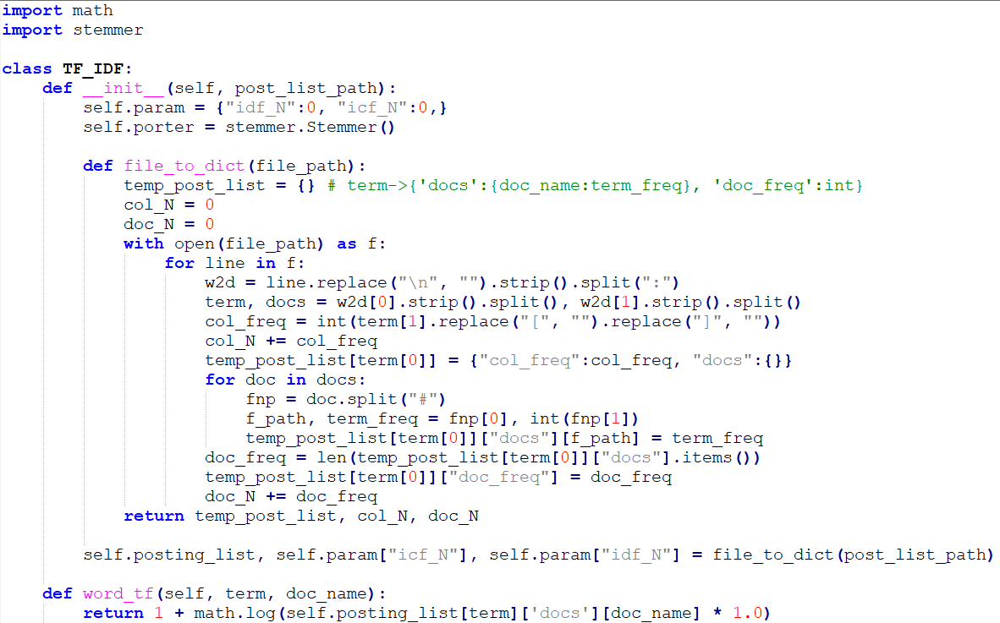 import math
import stemmer

class TF_IDF:
    def __init__(self, post_list_path):
        self.param = {"idf_N":0, "icf_N":0,}
        self.porter = stemmer.Stemmer()

        def file_to_dict(file_path):
            temp_post_list = {} # term->{'docs':{doc_name:term_freq}, 'doc_freq':int}
            col_N = 0
            doc_N = 0
            with open(file_path) as f:
                for line in f:
                    w2d = line.replace("\n", "").strip().split(":")
                    term, docs = w2d[0].strip().split(), w2d[1].strip().split()
                    col_freq = int(term[1].replace("[", "").replace("]", ""))
                    col_N += col_freq
                    temp_post_list[term[0]] = {"col_freq":col_freq, "docs":{}}
                    for doc in docs:
                        fnp = doc.split("#")
                        f_path, term_freq = fnp[0], int(fnp[1])
                        temp_post_list[term[0]]["docs"][f_path] = term_freq
                    doc_freq = len(temp_post_list[term[0]]["docs"].items())
                    temp_post_list[term[0]]["doc_freq"] = doc_freq
                    doc_N += doc_freq
            return temp_post_list, col_N, doc_N

        self.posting_list, self.param["icf_N"], self.param["idf_N"] = file_to_dict(post_list_path)

    def word_tf(self, term, doc_name):
        return 1 + math.log(self.posting_list[term]['docs'][doc_name] * 1.0)